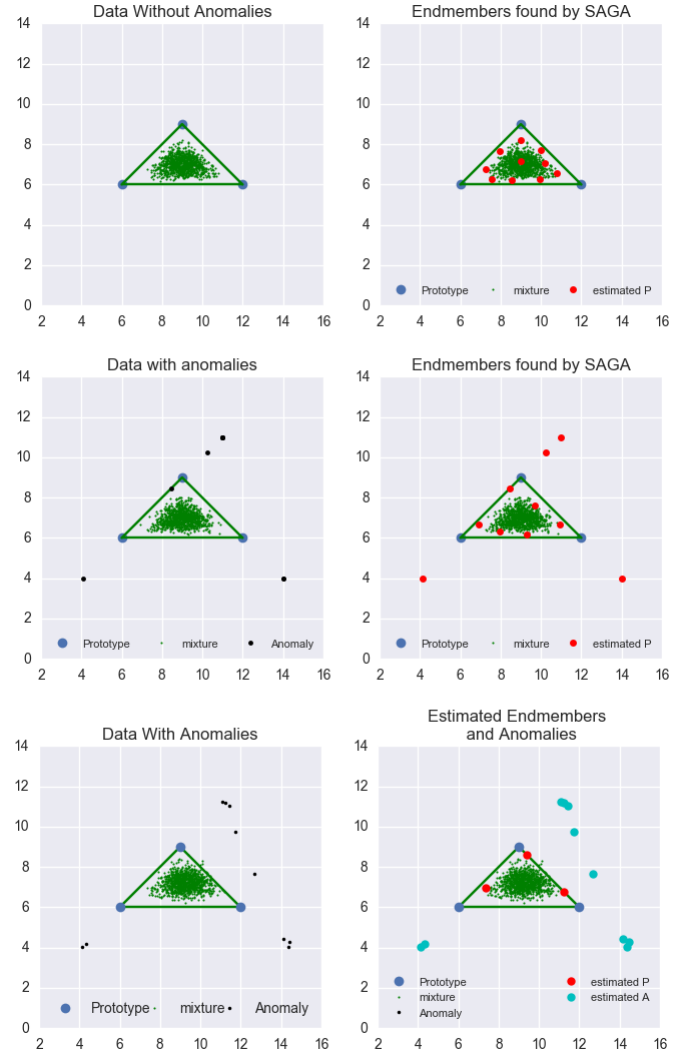 Data Without Anomalies
14
12
10
8
6
4
2
0
2 4 6 8 10 12 14 16
Endmembers found by SAGA
14
12
10
8
6
4
2
0
Prototype mixture estimated P
2 4 6 8 10 12 14 16
Data with anomalies
14
12
10
8
6
4
2
0
Prototype mixture Anomaly
2 4 6 8 10 12 14 16
Endmembers found by SAGA
14
12
10
8
6
4
2
0
Prototype mixture estimated P
2 4 6 8 10 12 14 16
Data With Anomalies
14
12
10
8
6
4
2
0
Prototype mixture Anomaly
2 4 6 8 10 12 14 16
Estimated Endmembers
and Anomalies
14
12
10
8
6
4
2
0
Prototype estimated P
mixture estimated A
Anomaly
2 4 6 8 10 12 14 16